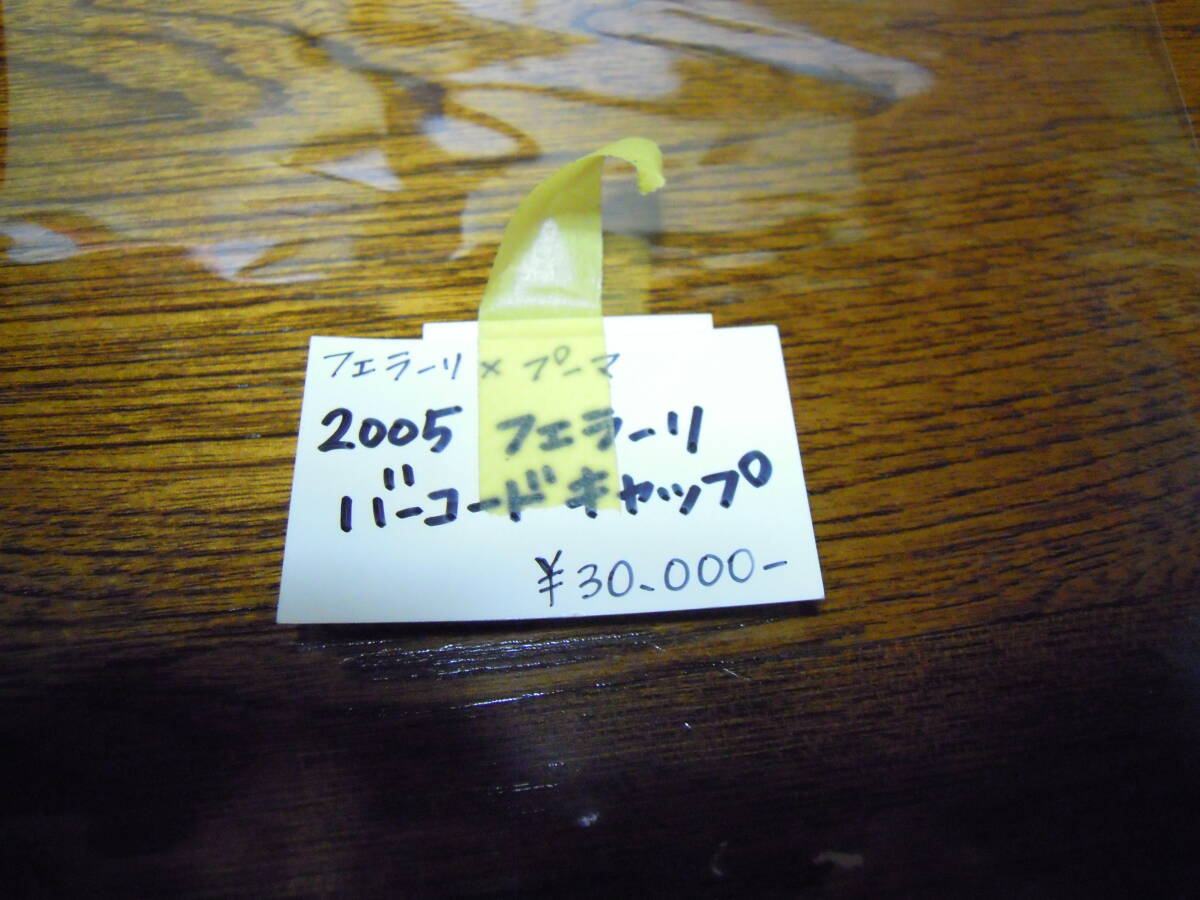 フェラーリ × プーマ
2005 フェラーリ
バーコードキャップ
¥30.000-